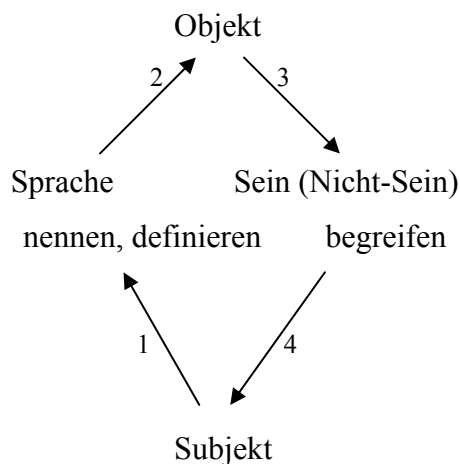 Objekt
2 3
Sprache Sein (Nicht-Sein)
nennen, definieren begreifen
1 4
Subjekt